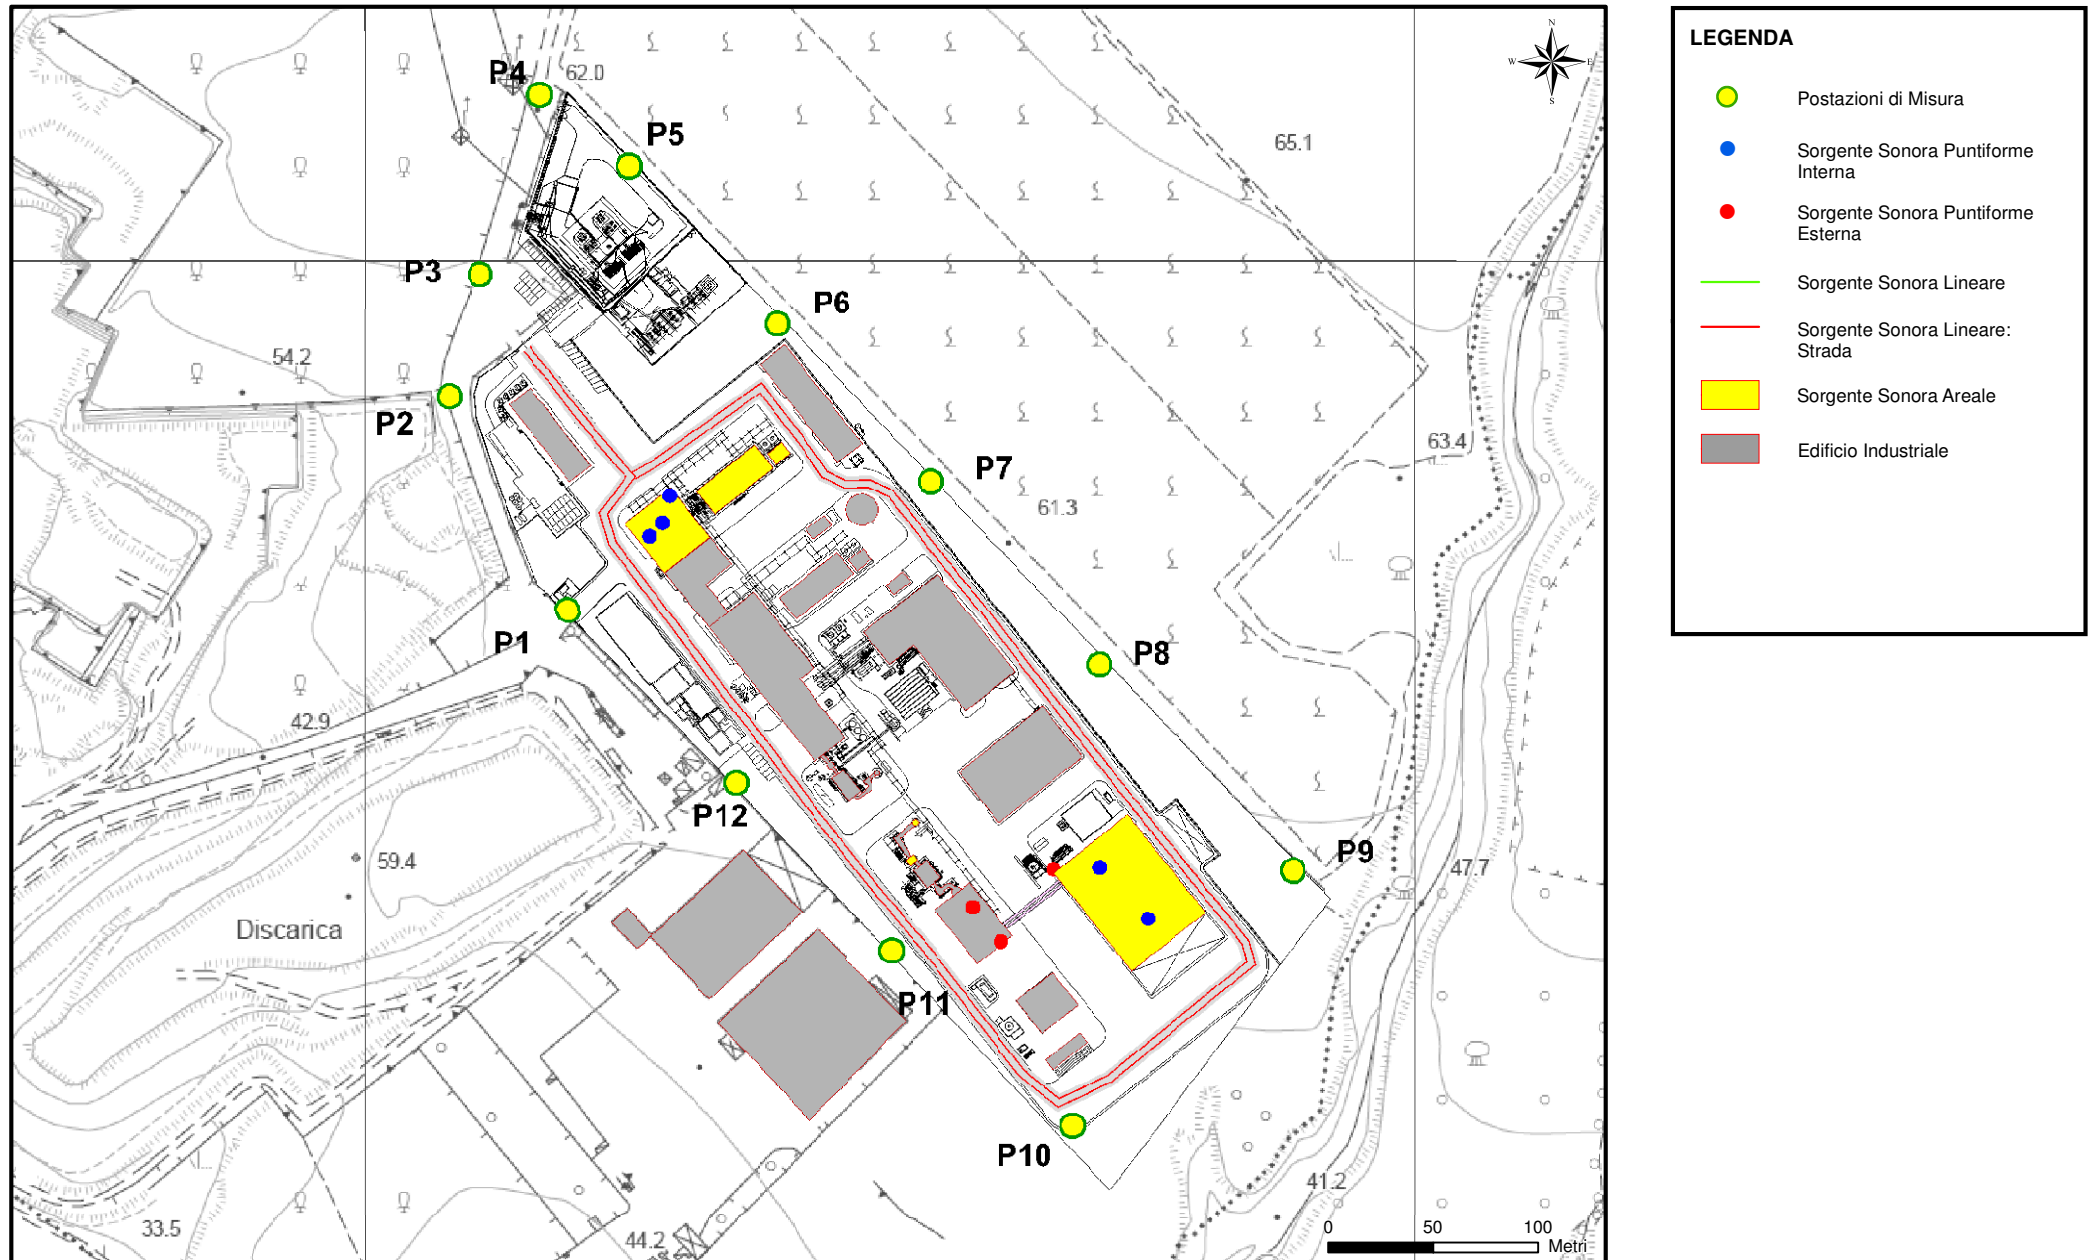 LEGENDA
Postazioni di Misura
Sorgente Sonora Puntiforme
Interna
Sorgente Sonora Puntiforme
Esterna
Sorgente Sonora Lineare
Sorgente Sonora Lineare:
Strada
Sorgente Sonora Areale
Edificio Industriale
N
W
E
S
P4
62.0
P5
65.1
P3
P6
54.2
P2
63.4
P7
61.3
P1
P8
42.9
P12
P9
59.4
47.7
Discarica
P11
P10
41.2
33.5
44.2
0 50 100
Metri